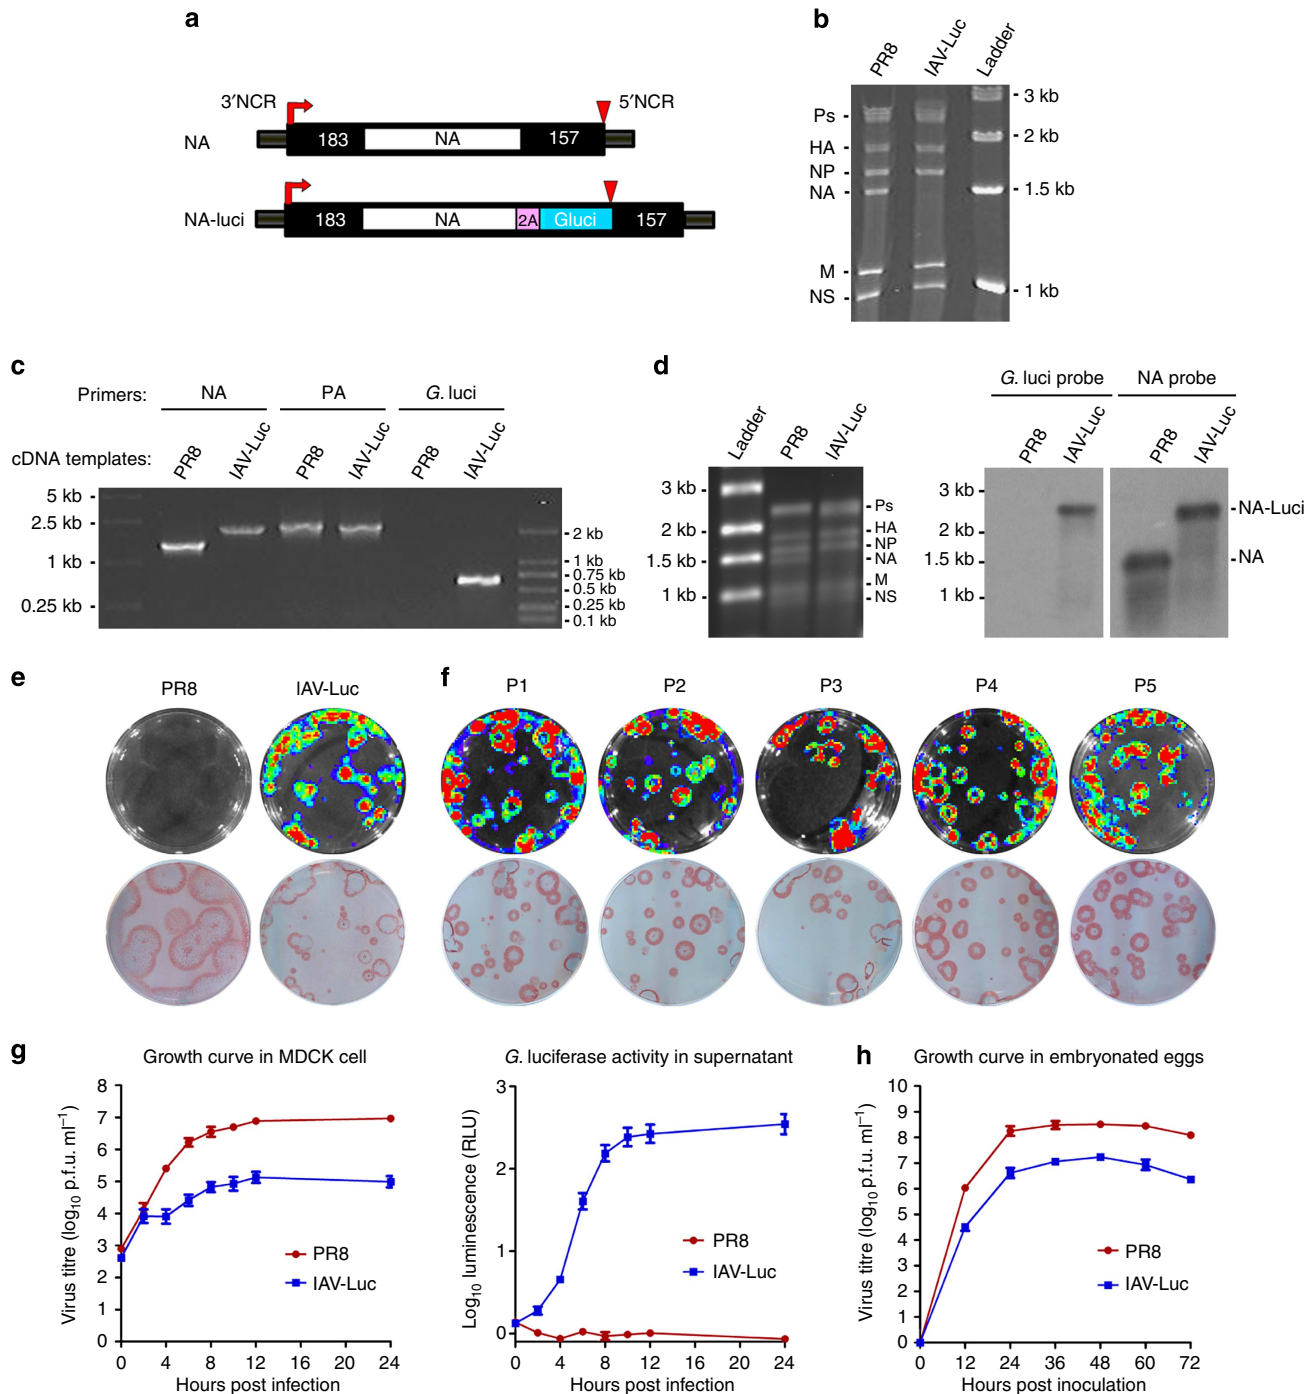 a
3′NCR
5′NCR
NA
183
NA
157
NA-luci
183
NA
2A
Gluci
157
b
PR8
IAV-Luc
Ladder
Ps
HA
NP
NA
M
NS
3 kb
2 kb
1.5 kb
1 kb
c
Primers:
NA
PA
G. luci
cDNA templates:
PR8
IAV-Luc
PR8
IAV-Luc
PR8
IAV-Luc
5 kb
2.5 kb
1 kb
0.25 kb
2 kb
1 kb
0.75 kb
0.5 kb
0.25 kb
0.1 kb
d
Ladder
PR8
IAV-Luc
3 kb
2 kb
1.5 kb
1 kb
Ps
HA
NP
NA
M
NS
G. luci probe
NA probe
PR8
IAV-Luc
PR8
IAV-Luc
3 kb
2 kb
1.5 kb
1 kb
NA-Luci
NA
e
PR8
IAV-Luc
f
P1
P2
P3
P4
P5
g
Growth curve in MDCK cell
Virus titre (log10 p.f.u. ml−1)
8
7
6
5
4
3
2
1
0
PR8
IAV-Luc
0 4 8 12 16 20 24
Hours post infection
G. luciferase activity in supernatant
Log10 luminescence (RLU)
3
2
1
0
PR8
IAV-Luc
0 4 8 12 16 20 24
Hours post infection
h
Growth curve in embryonated eggs
Virus titre (log10 p.f.u. ml−1)
10
9
8
7
6
5
4
3
2
1
0
PR8
IAV-Luc
0 12 24 36 48 60 72
Hours post inoculation